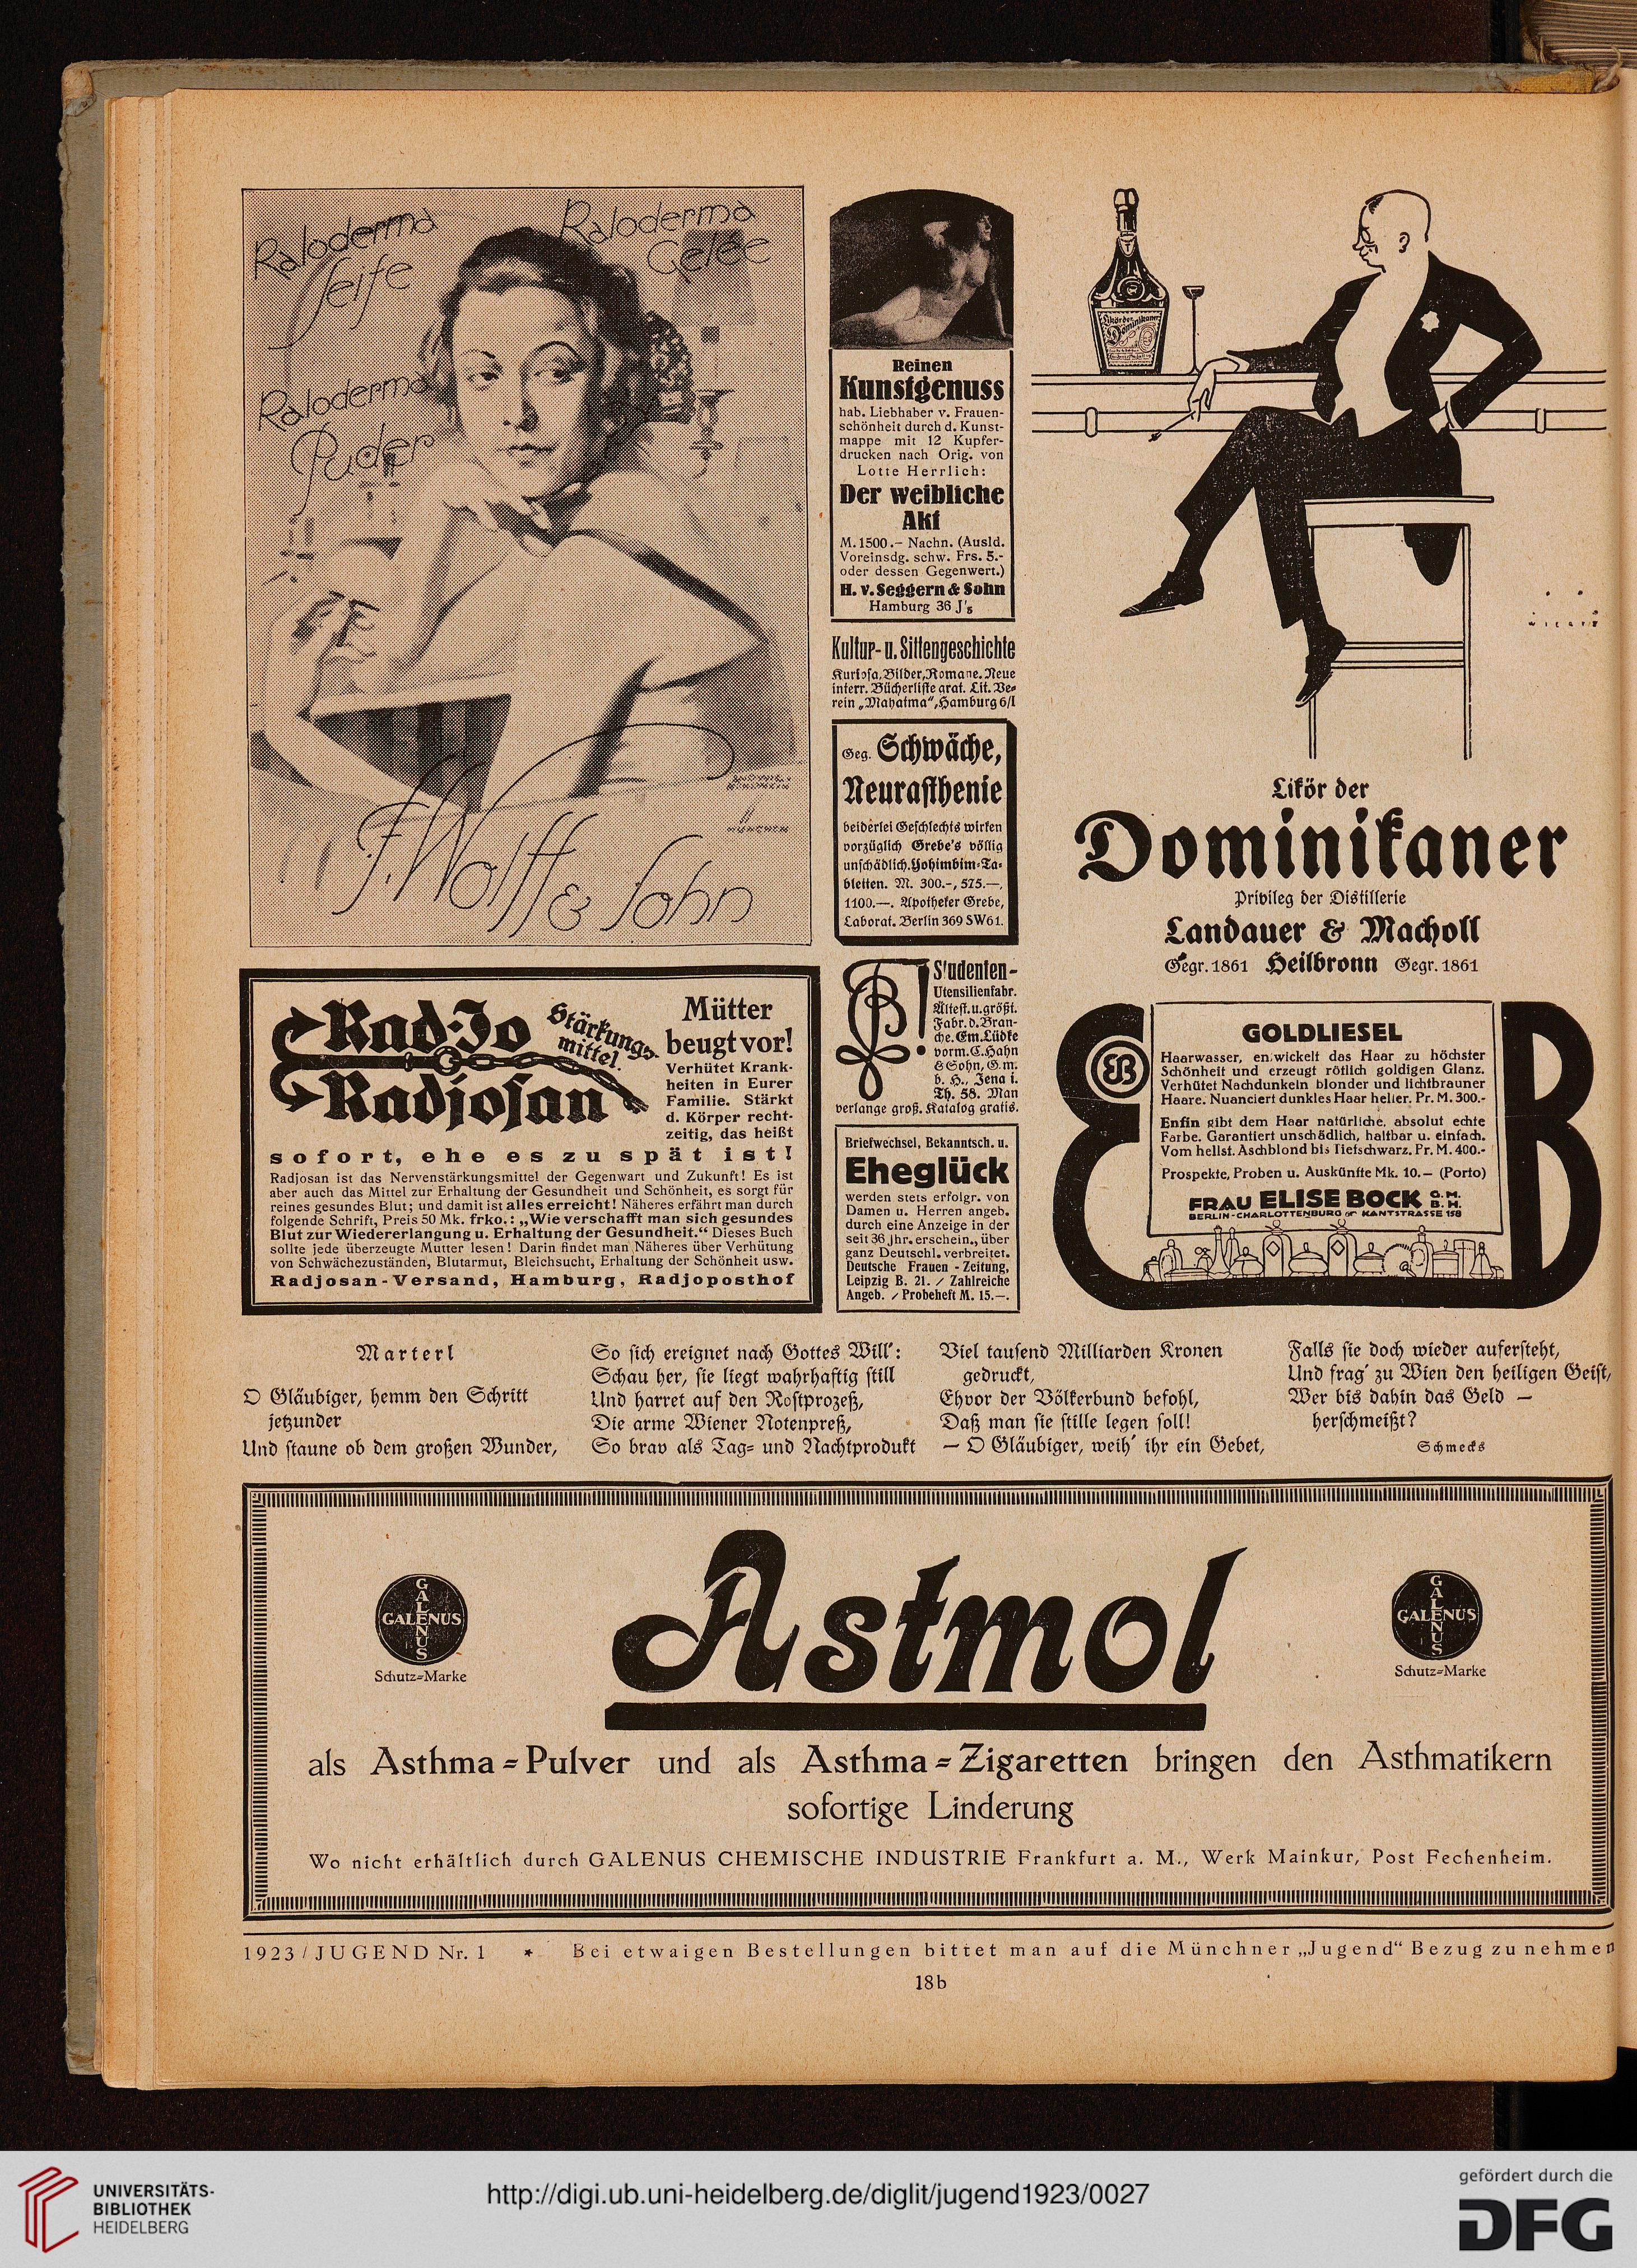 Kaloderma
Seife
Kaloderma
Gelee
Kaloderma
Puder
F. Wolff & Sohn
MÜNCHEN
Reinen
Kunstgenuss
hab. Liebhaber v. Frauen-
schönheit durch d. Kunst-
mappe mit 12 Kupfer-
drucken nach Orig. von
Lotte Herrlich:
Der weibliche
Akt
M. 1500.– Nachn. (Ausld.
Voreinsdg. schw. Frs. 5.-
oder dessen Gegenwert.)
H. v. Seggern & Sohn
Hamburg 36 J's
Kultur- u. Sittengeschichte
Kuriosa, Bilder, Romane. Neue
interr. Bücherliste grat. Lit. Ve-
rein „Mahatma“, Hamburg 6/I
Geg. Schwäche,
Neurasthenie
beiderlei Geschlechts wirken
vorzüglich Grebe's völlig
unschädlich. Yohimbim-Ta-
bletten. M. 300.-, 575.—,
1100.—. Apotheker Grebe,
Laborat. Berlin 369 SW61.
Studenten-
Utensilienfabr.
Ältest. u. größt.
Fabr. d. Bran-
che. Em. Lüdke
vorm. C. Hahn
& Sohn, G. m.
b. H., Jena i.
Th. 58. Man
verlange groß. Katalog gratis.
Briefwechsel, Bekanntsch. u.
Eheglück
werden stets erfolgr. von
Damen u. Herren angeb.
durch eine Anzeige in der
seit 36 Jhr. erschein., über
ganz Deutschl. verbreitet.
Deutsche Frauen - Zeitung,
Leipzig B. 21. / Zahlreiche
Angeb. / Probeheft M. 15.—.
Likör der
Dominikaner
Likör der
Dominikaner
Privileg der Distillerie
Landauer & Macholl
Gegr. 1861 Heilbronn Gegr. 1861
EB
GOLDLIESEL
Haarwasser, entwickelt das Haar zu höchster
Schönheit und erzeugt rötlich goldigen Glanz.
Verhütet Nachdunkeln blonder und lichtbrauner
Haare. Nuanciert dunkles Haar heller. Pr. M. 300.-
Enfin gibt dem Haar natürliche, absolut echte
Farbe. Garantiert unschädlich, haltbar u. einfach.
Vom hellst. Aschblond bis Tiefschwarz. Pr. M. 400.-
Prospekte, Proben u. Auskünfte Mk. 10.— (Porto)
FRAU ELISE BOCK G. M. B. H.
BERLIN-CHARLOTTENBURG KANTSTRASSE 158
Rad-Jo
Stärkungs-
mittel.
Radjosan
Mütter
beugt vor!
Verhütet Krank-
heiten in Eurer
Familie. Stärkt
d. Körper recht-
zeitig, das heißt
sofort, ehe es zu spät ist!
Radjosan ist das Nervenstärkungsmittel der Gegenwart und Zukunft! Es ist
aber auch das Mittel zur Erhaltung der Gesundheit und Schönheit, es sorgt für
reines gesundes Blut; und damit ist alles erreicht! Näheres erfährt man durch
folgende Schrift, Preis 50 Mk. frko.: „Wie verschafft man sich gesundes
Blut zur Wiedererlangung u. Erhaltung der Gesundheit.“ Dieses Buch
sollte jede überzeugte Mutter lesen! Darin findet man Näheres über Verhütung
von Schwächezuständen, Blutarmut, Bleichsucht, Erhaltung der Schönheit usw.
Radjosan-Versand, Hamburg, Radjoposthof
Marterl
O Gläubiger, hemm den Schritt
jetzunder
Und staune ob dem großen Wunder,
So sich ereignet nach Gottes Will':
Schau her, sie liegt wahrhaftig still
Und harret auf den Rostprozeß,
Die arme Wiener Notenpreß,
So brav als Tag- und Nachtprodukt
Viel tausend Milliarden Kronen
gedruckt,
Ehvor der Völkerbund befohl,
Daß man sie stille legen soll!
— O Gläubiger, weih' ihr ein Gebet,
Falls sie doch wieder aufersteht,
Und frag' zu Wien den heiligen Geist,
Wer bis dahin das Geld —
herschmeißt?
Schmecks
GALENUS
GALENUS
Schutz-Marke
Astmol
GALENUS
GALENUS
Schutz-Marke
als Asthma-Pulver und als Asthma-Zigaretten bringen den Asthmatikern
sofortige Linderung
Wo nicht erhältlich durch GALENUS CHEMISCHE INDUSTRIE Frankfurt a. M., Werk Mainkur, Post Fechenheim.
1923 / JUGEND Nr. 1 * Bei etwaigen Bestellungen bittet man auf die Münchner „Jugend“ Bezug zu nehmen
18b
UNIVERSITÄTS-
BIBLIOTHEK
HEIDELBERG
http://digi.ub.uni-heidelberg.de/diglit/jugend1923/0027
gefördert durch die
DFG